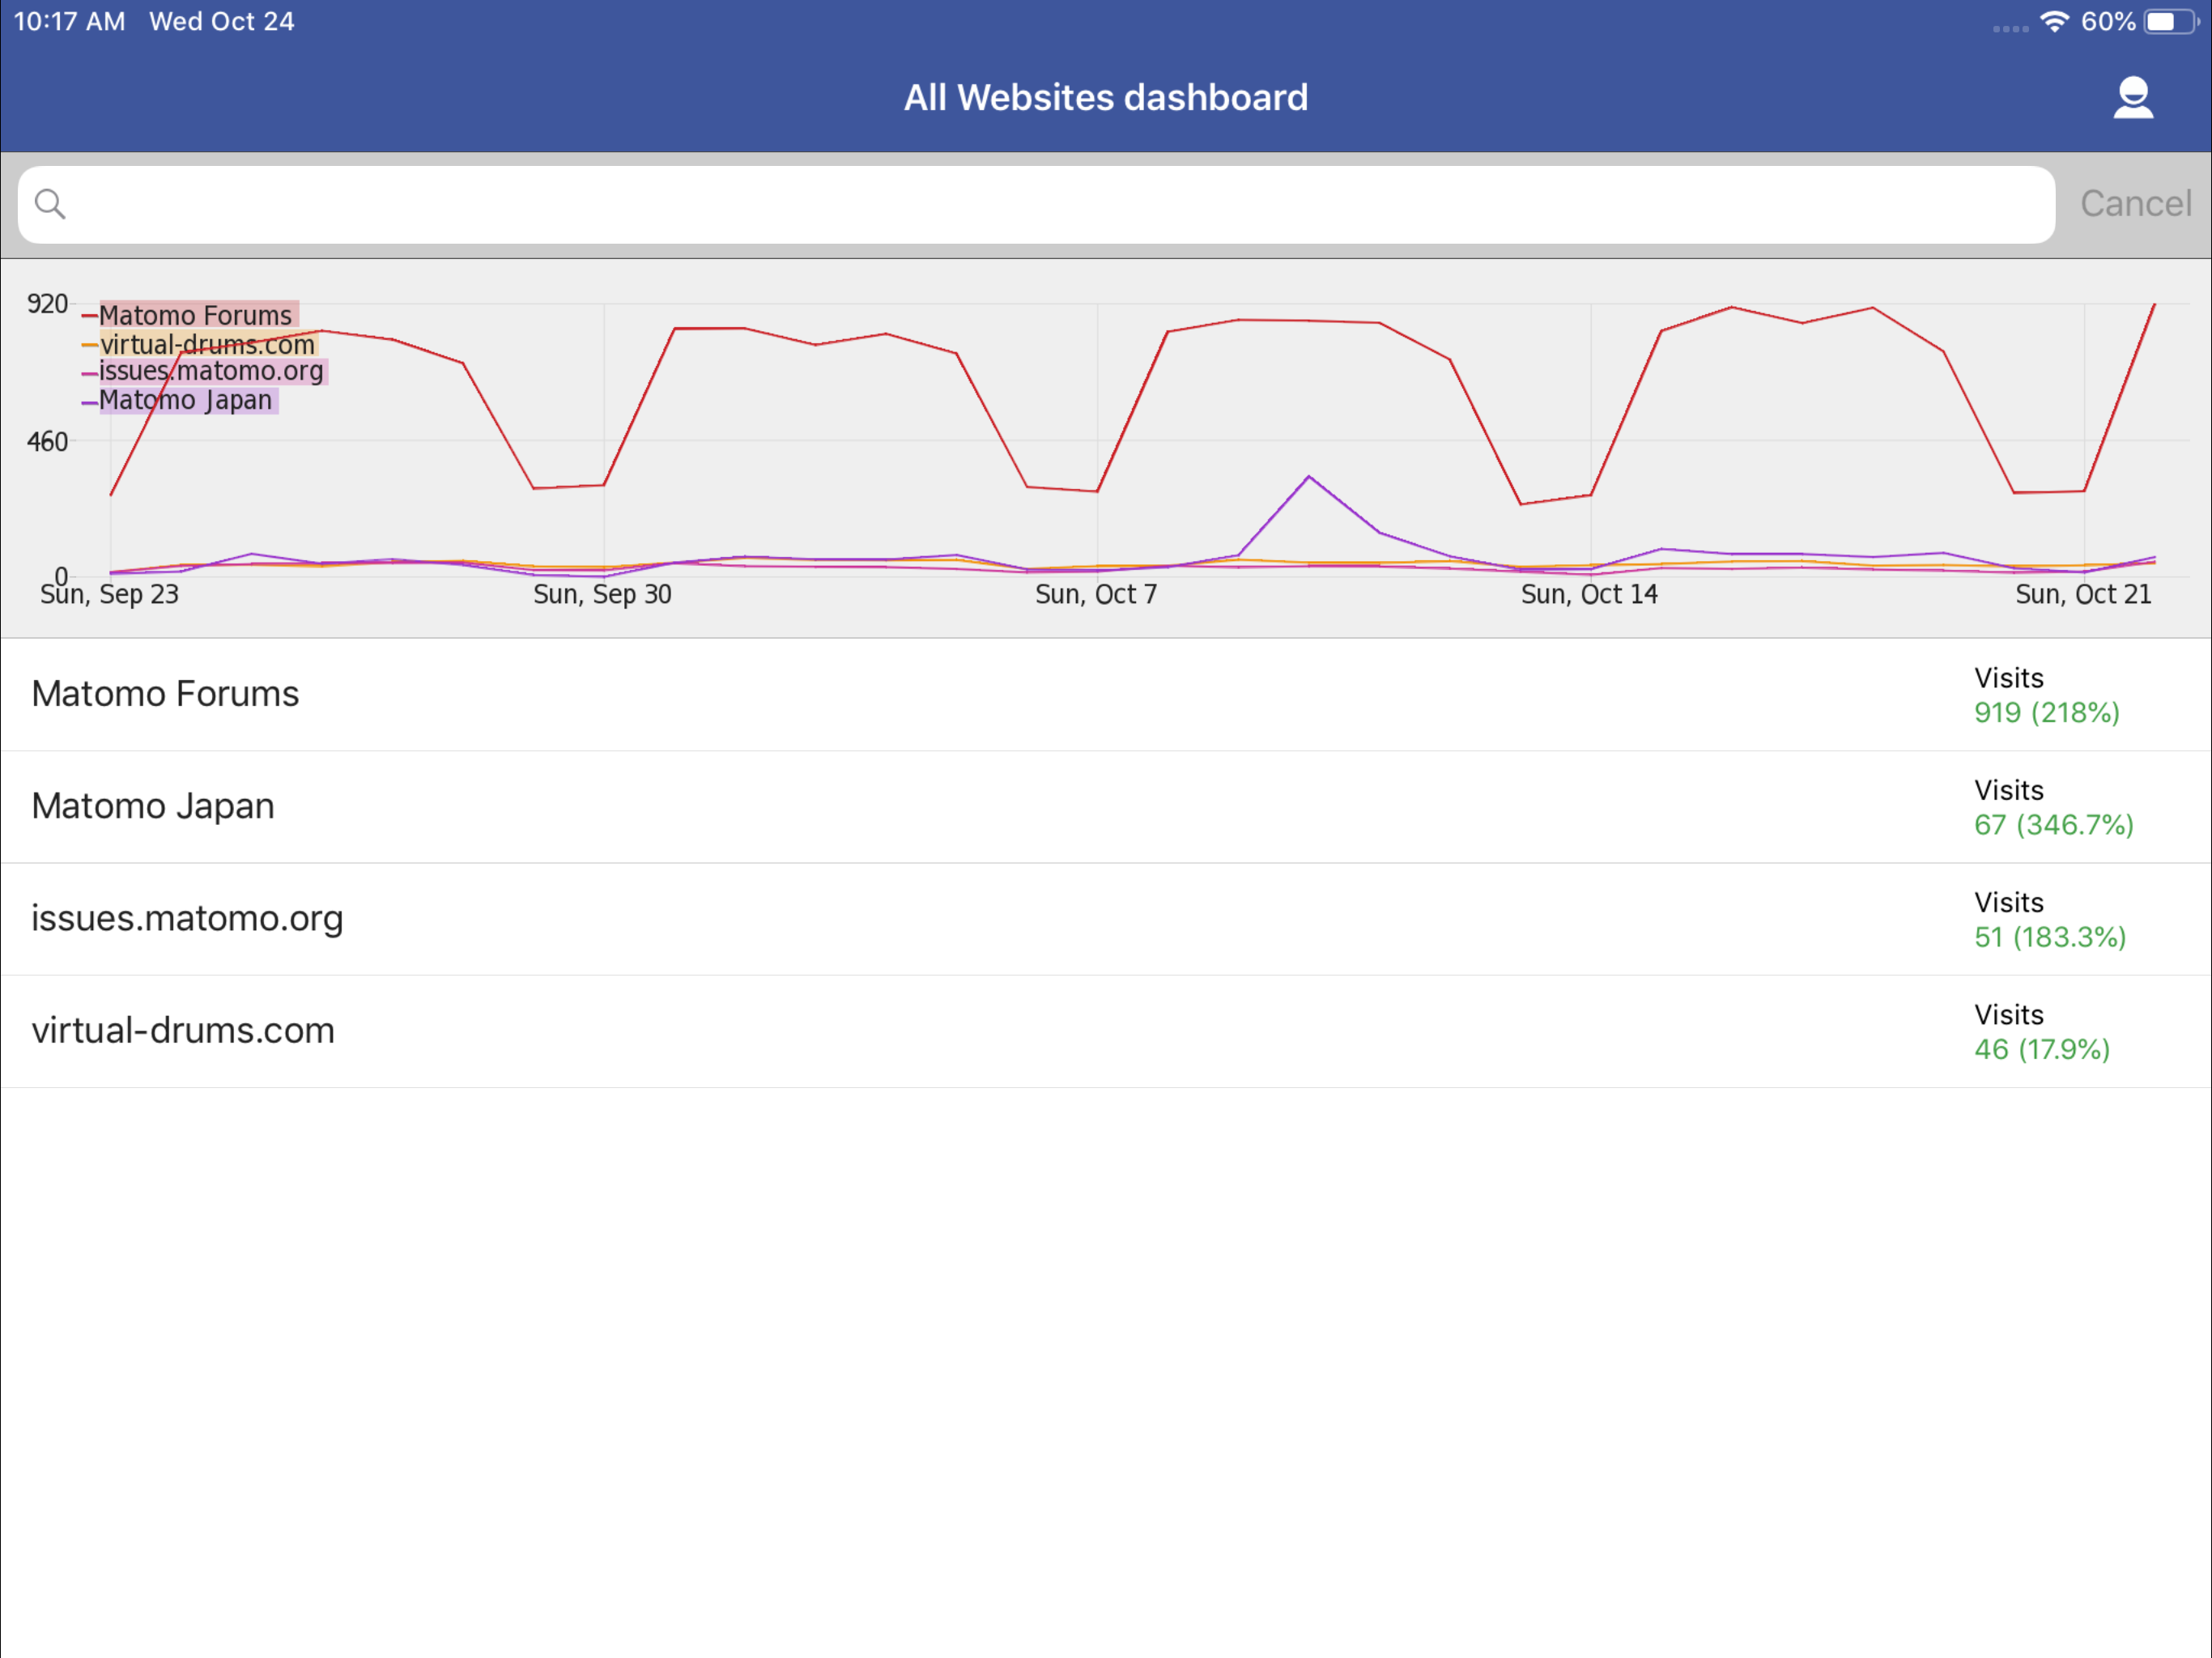 10:17 AM Wed Oct 24 60%
All Websites dashboard
Cancel
920
Matomo Forums
virtual-drums.com
issues.matomo.org
Matomo Japan
460
0
Sun, Sep 23 Sun, Sep 30 Sun, Oct 7 Sun, Oct 14 Sun, Oct 21
Matomo Forums
Visits
919 (218%)
Matomo Japan
Visits
67 (346.7%)
issues.matomo.org
Visits
51 (183.3%)
virtual-drums.com
Visits
46 (17.9%)